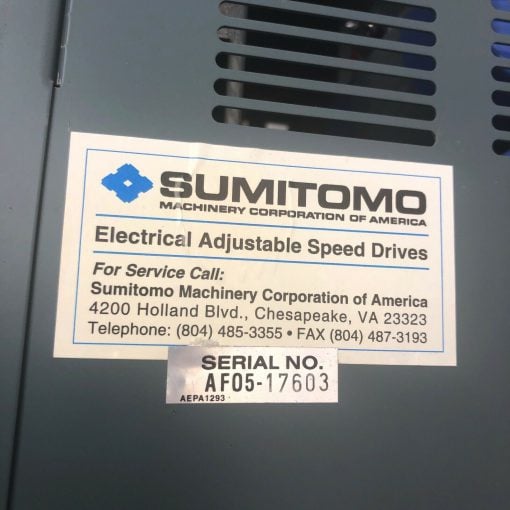 SUMITOMO
MACHINERY CORPORATION OF AMERICA
Electrical Adjustable Speed Drives
For Service Call:
Sumitomo Machinery Corporation of America
4200 Holland Blvd., Chesapeake, VA 23323
Telephone: (804) 485-3355 • FAX (804) 487-3193
SERIAL NO.
AF05-17603
AEPA1293